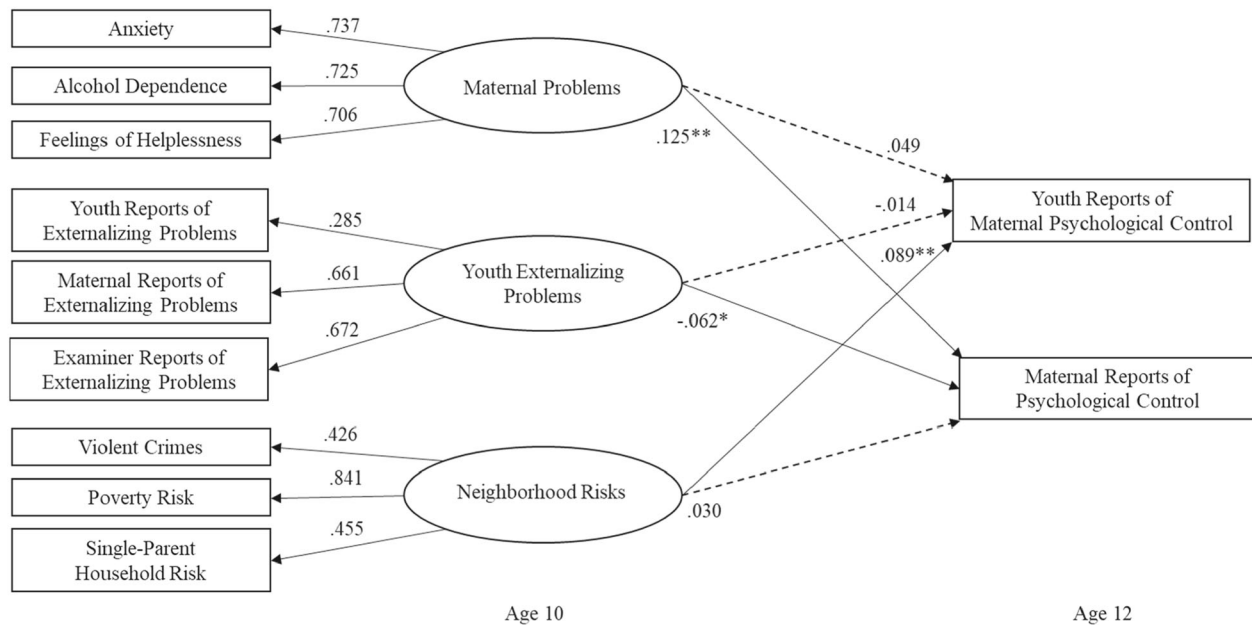 Anxiety
.737
Alcohol Dependence
.725
Feelings of Helplessness
.706
Maternal Problems
.125**
.049
Youth Reports of
Externalizing Problems
.285
Maternal Reports of
Externalizing Problems
.661
Examiner Reports of
Externalizing Problems
.672
Youth Externalizing
Problems
-.014
-.062*
.089**
Youth Reports of
Maternal Psychological Control
Maternal Reports of
Psychological Control
Violent Crimes
.426
Poverty Risk
.841
Single-Parent
Household Risk
.455
Neighborhood Risks
.030
Age 10
Age 12